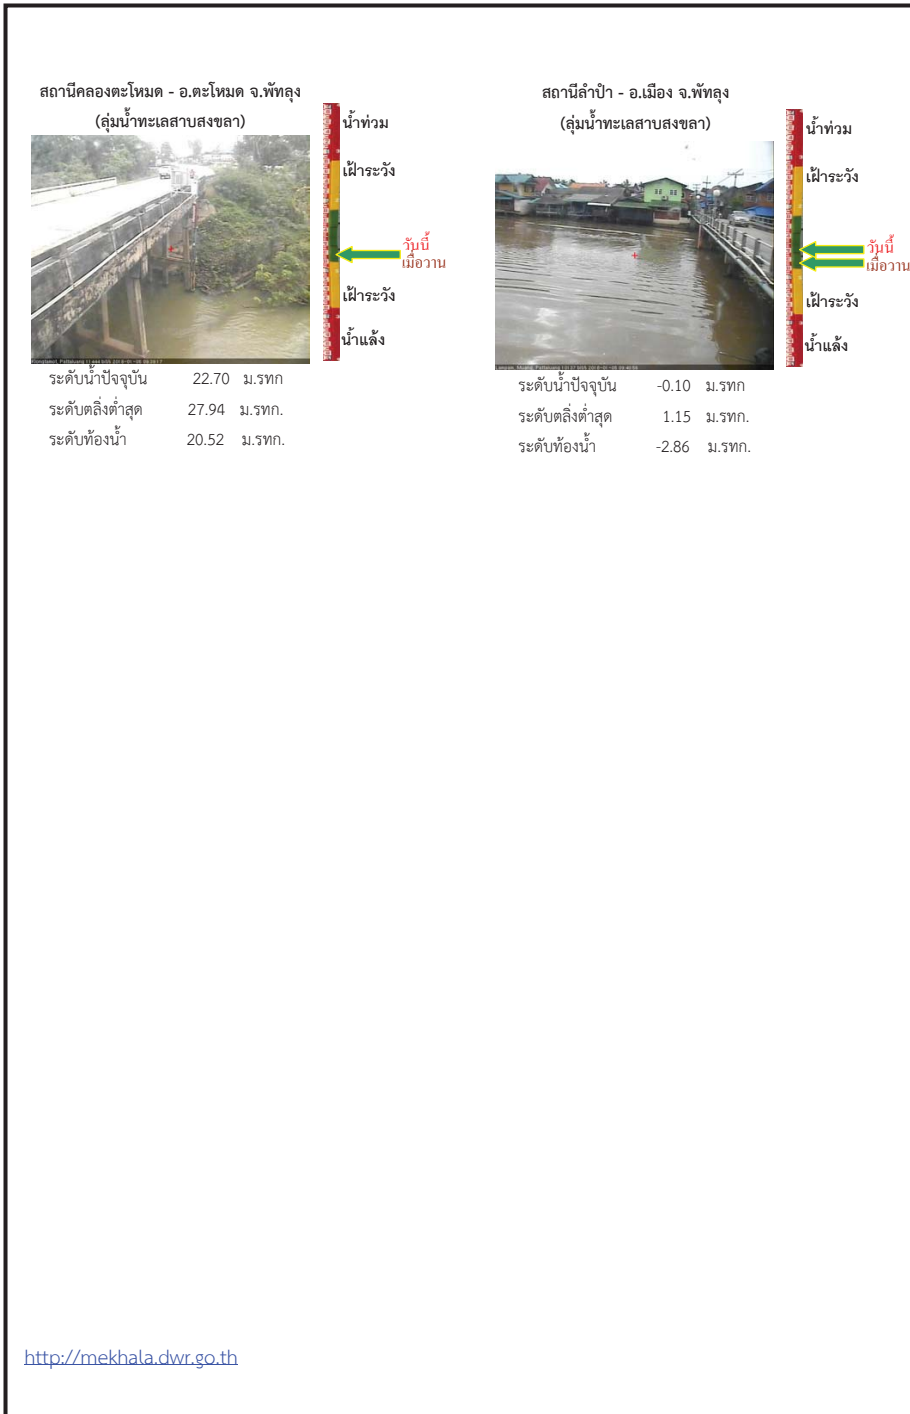 สถานีคลองตะโหมด - อ.ตะโหมด จ.พัทลุง
(ลุ่มน้ำทะเลสาบสงขลา)
น้ำท่วม
เฝ้าระวัง
วันนี้
เมื่อวาน
เฝ้าระวัง
น้ำแล้ง
ระดับน้ำปัจจุบัน 22.70 ม.รทก
ระดับตลิ่งต่ำสุด 27.94 ม.รทก.
ระดับท้องน้ำ 20.52 ม.รทก.
สถานีลำปำ - อ.เมือง จ.พัทลุง
(ลุ่มน้ำทะเลสาบสงขลา)
น้ำท่วม
เฝ้าระวัง
วันนี้
เมื่อวาน
เฝ้าระวัง
น้ำแล้ง
ระดับน้ำปัจจุบัน -0.10 ม.รทก
ระดับตลิ่งต่ำสุด 1.15 ม.รทก.
ระดับท้องน้ำ -2.86 ม.รทก.
http://mekhala.dwr.go.th